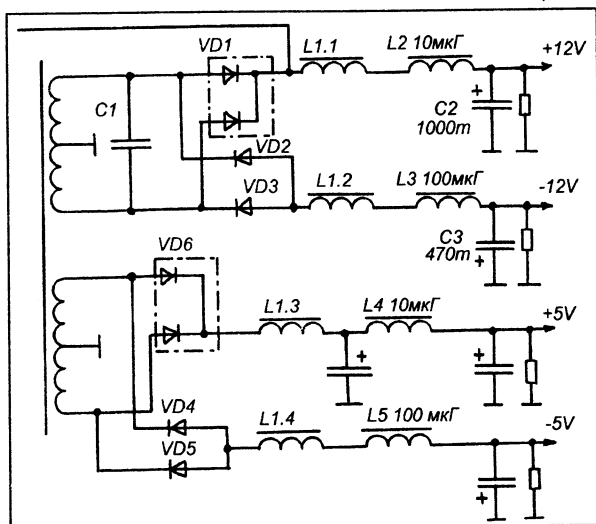 VD1
L1.1
L2 10мкГ
+12V
C1
+
C2
1000m
VD2
VD3
L1.2
L3 100мкГ
-12V
C3
470m
+
VD6
L1.3
L4 10мкГ
+5V
+
+
VD4
L1.4
L5 100 мкГ
-5V
VD5
+